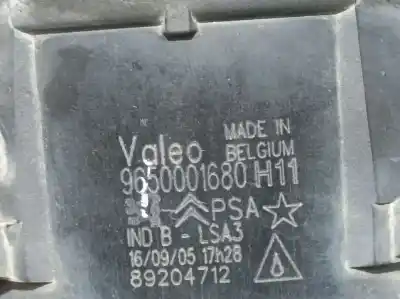 Valeo MADE IN
BELGIUM
9650001680 H11
PSA
IND B - LSA3
16/09/05 17h28
89204712